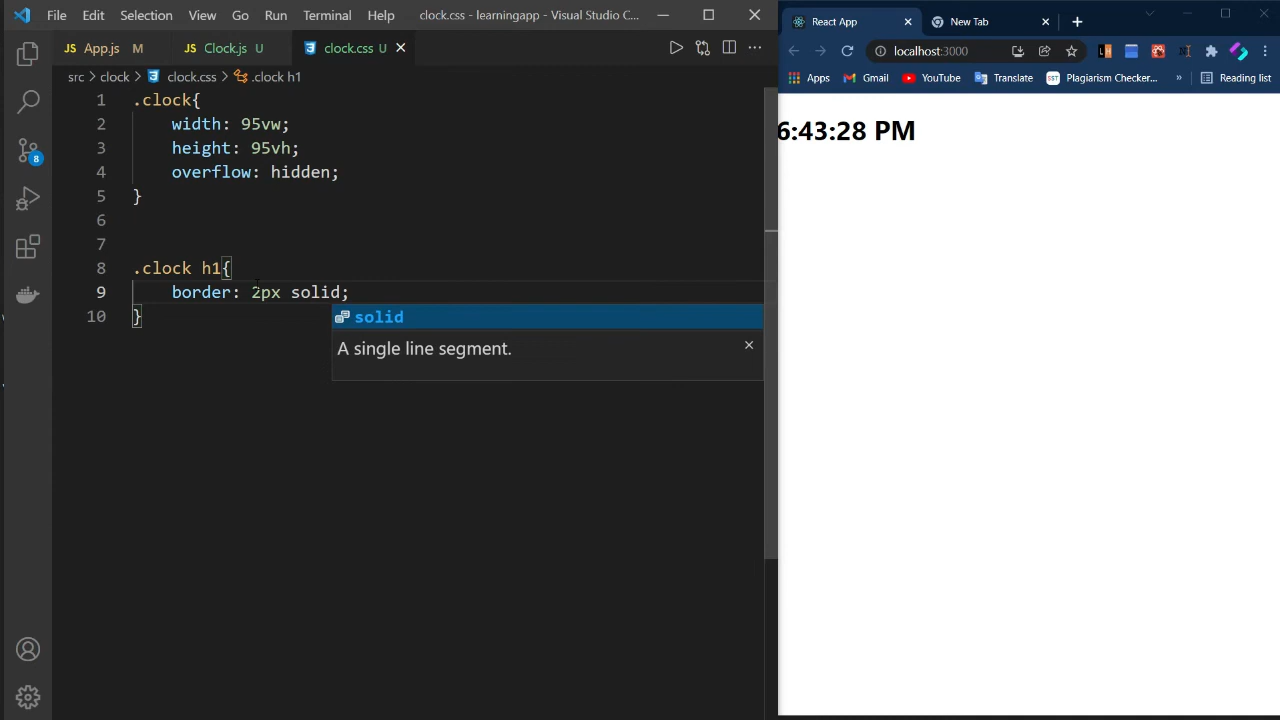 File Edit Selection View Go Run Terminal Help clock.css - learningapp - Visual Studio C...
App.js M Clock.js U clock.css U
src > clock > clock.css > .clock h1
1 .clock{
2 width: 95vw;
3 height: 95vh;
4 overflow: hidden;
5 }
6
7
8 .clock h1{
9 border: 2px solid;
10 }
solid
A single line segment.
8
React App New Tab
localhost:3000
Apps Gmail YouTube Translate SST Plagiarism Checker... » Reading list
6:43:28 PM